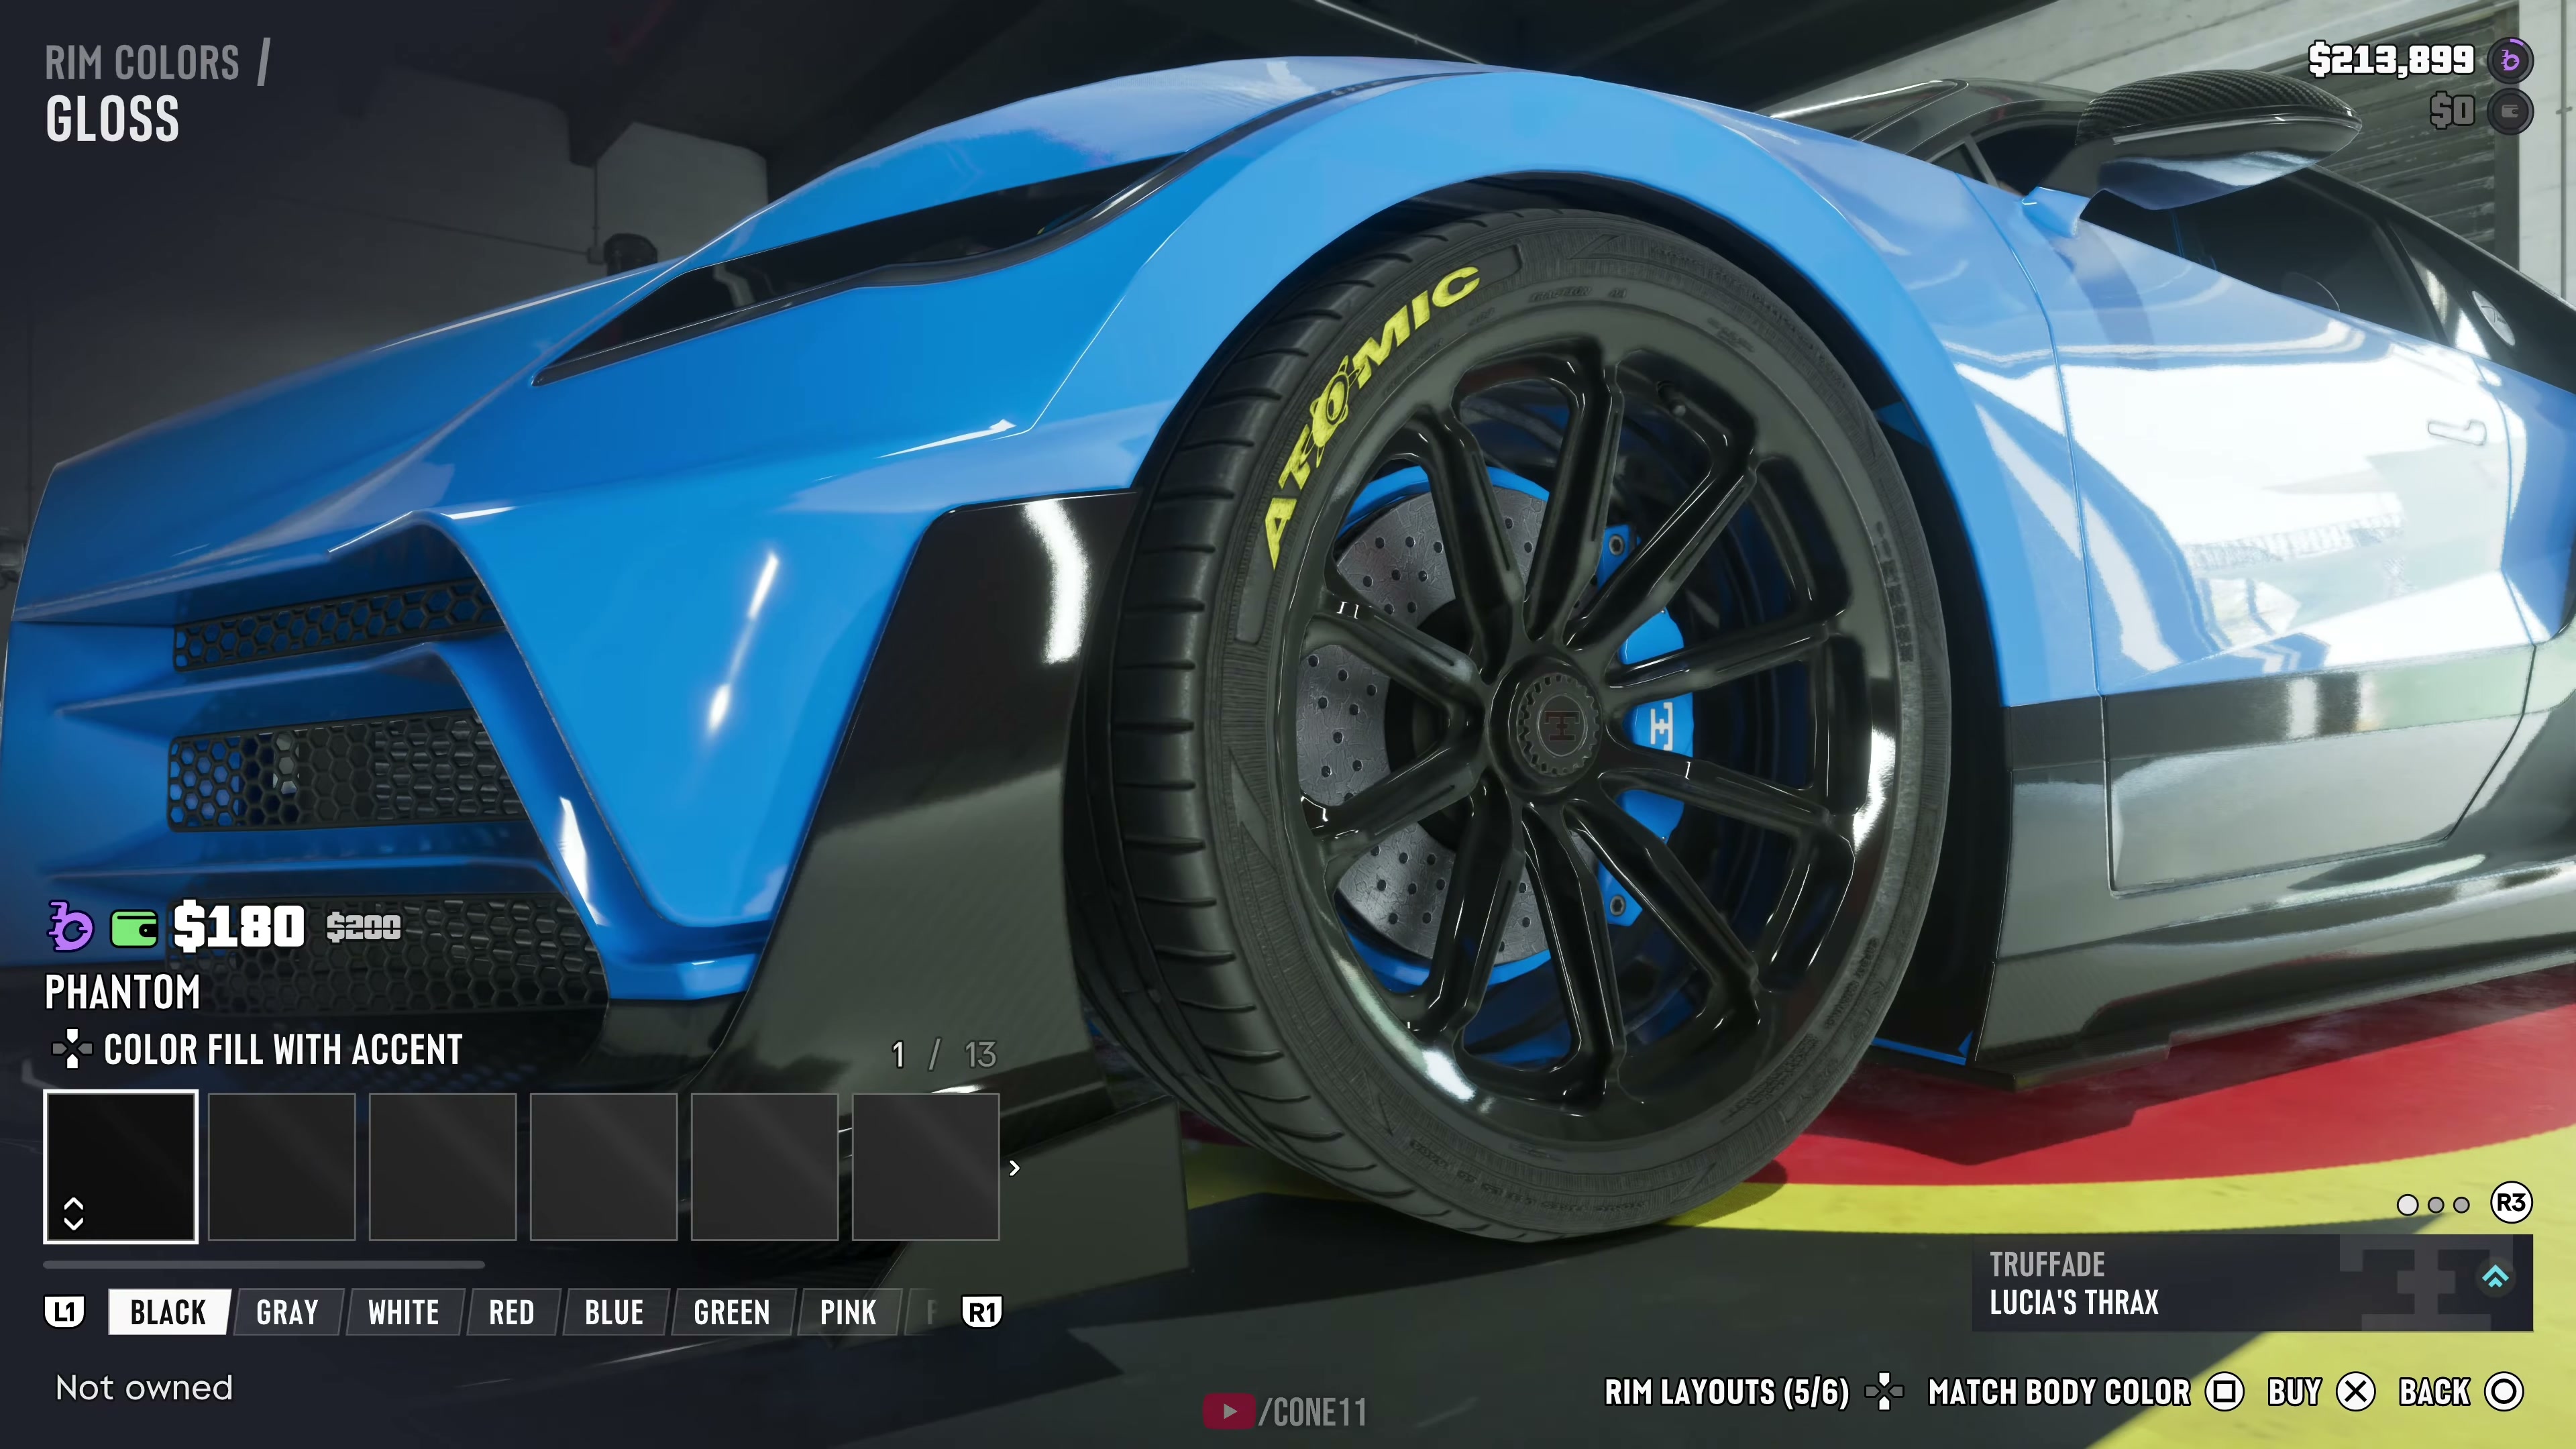 RIM COLORS /
GLOSS
$213,899
$0
ATOMIC
$180 $200
PHANTOM
COLOR FILL WITH ACCENT
1 / 13
L1 BLACK GRAY WHITE RED BLUE GREEN PINK R1
Not owned
R3
TRUFFADE
LUCIA'S THRAX
/CONE11
RIM LAYOUTS (5/6) MATCH BODY COLOR BUY BACK